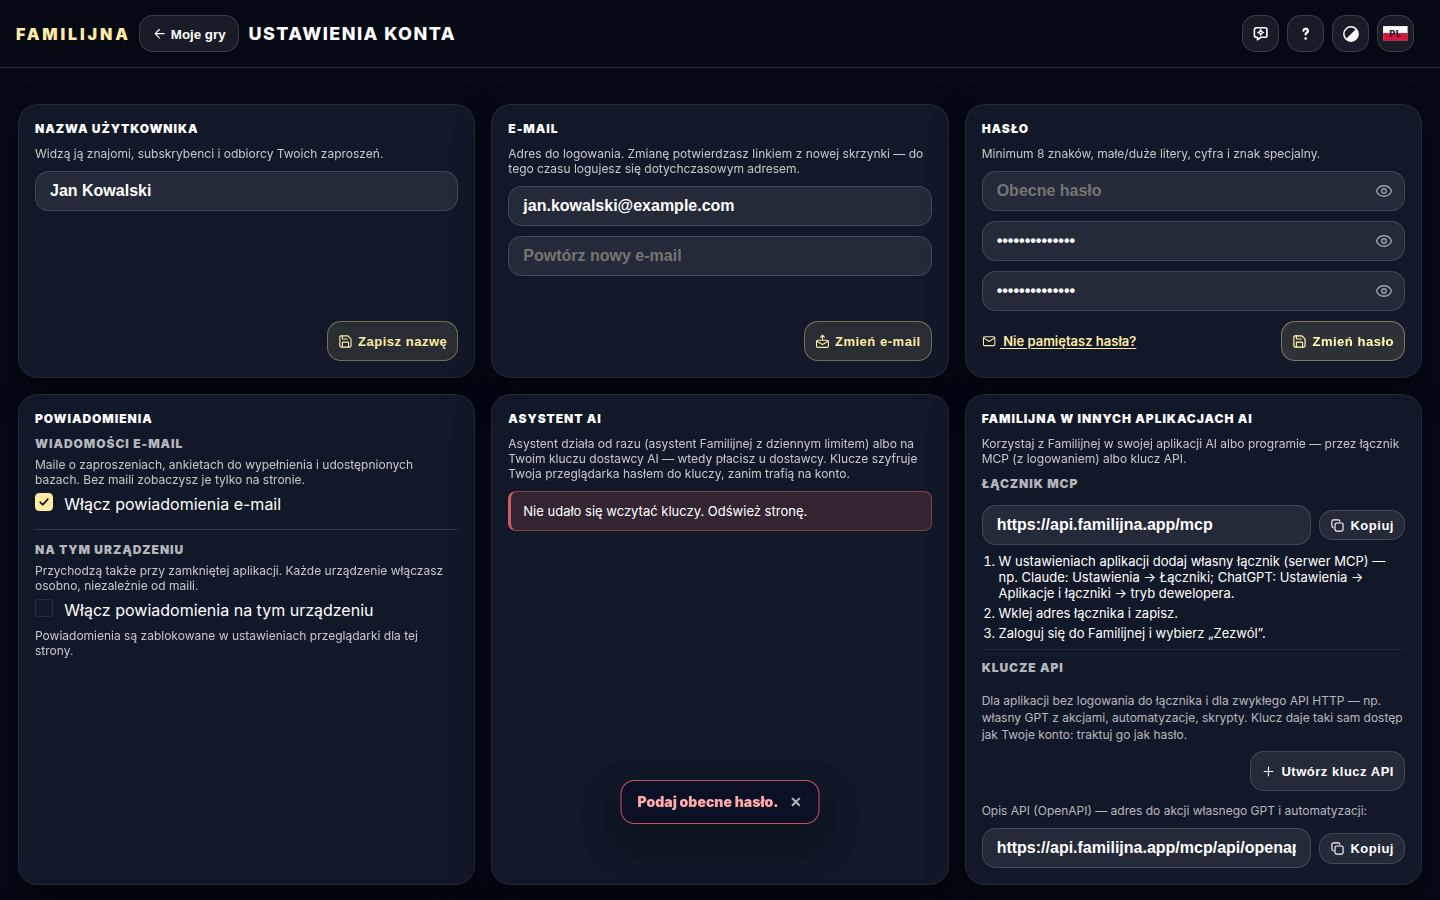 FAMILIJNA
Moje gry
USTAWIENIA KONTA
?
PL
NAZWA UŻYTKOWNIKA
Widzą ją znajomi, subskrybenci i odbiorcy Twoich zaproszeń.
Jan Kowalski
Zapisz nazwę
E-MAIL
Adres do logowania. Zmianę potwierdzasz linkiem z nowej skrzynki — do
tego czasu logujesz się dotychczasowym adresem.
jan.kowalski@example.com
Powtórz nowy e-mail
Zmień e-mail
HASŁO
Minimum 8 znaków, małe/duże litery, cyfra i znak specjalny.
Obecne hasło
••••••••••••••
••••••••••••••
Nie pamiętasz hasła?
Zmień hasło
POWIADOMIENIA
WIADOMOŚCI E-MAIL
Maile o zaproszeniach, ankietach do wypełnienia i udostępnionych
bazach. Bez maili zobaczysz je tylko na stronie.
Włącz powiadomienia e-mail
NA TYM URZĄDZENIU
Przychodzą także przy zamkniętej aplikacji. Każde urządzenie włączasz
osobno, niezależnie od maili.
Włącz powiadomienia na tym urządzeniu
Powiadomienia są zablokowane w ustawieniach przeglądarki dla tej
strony.
ASYSTENT AI
Asystent działa od razu (asystent Familijnej z dziennym limitem) albo na
Twoim kluczu dostawcy AI — wtedy płacisz u dostawcy. Klucze szyfruje
Twoja przeglądarka hasłem do kluczy, zanim trafią na konto.
Nie udało się wczytać kluczy. Odśwież stronę.
Podaj obecne hasło. ✕
FAMILIJNA W INNYCH APLIKACJACH AI
Korzystaj z Familijnej w swojej aplikacji AI albo programie — przez łącznik
MCP (z logowaniem) albo klucz API.
ŁĄCZNIK MCP
https://api.familijna.app/mcp
Kopiuj
1. W ustawieniach aplikacji dodaj własny łącznik (serwer MCP) —
np. Claude: Ustawienia → Łączniki; ChatGPT: Ustawienia →
Aplikacje i łączniki → tryb dewelopera.
2. Wklej adres łącznika i zapisz.
3. Zaloguj się do Familijnej i wybierz „Zezwól”.
KLUCZE API
Dla aplikacji bez logowania do łącznika i dla zwykłego API HTTP — np.
własny GPT z akcjami, automatyzacje, skrypty. Klucz daje taki sam dostęp
jak Twoje konto: traktuj go jak hasło.
Utwórz klucz API
Opis API (OpenAPI) — adres do akcji własnego GPT i automatyzacji:
https://api.familijna.app/mcp/api/openap
Kopiuj